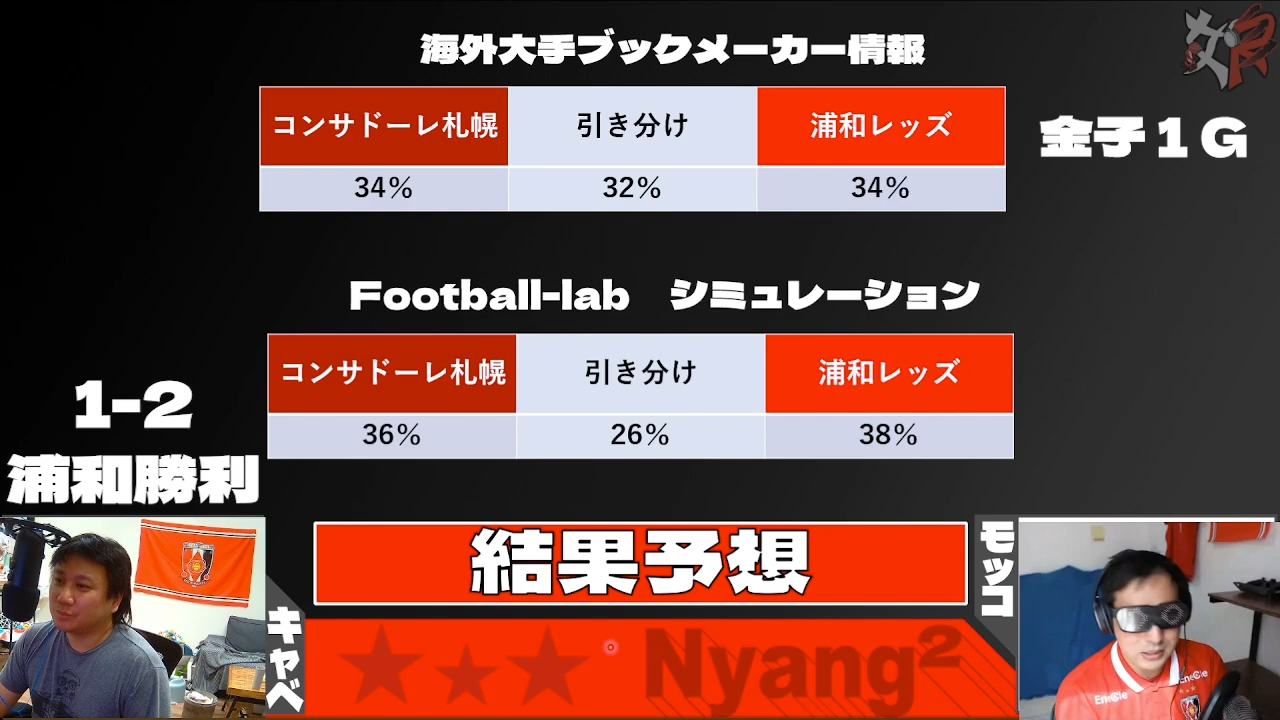 海外大手ブックメーカー情報
コンサドーレ札幌 引き分け 浦和レッズ
34% 32% 34%
金子1G
Football-lab シミュレーション
コンサドーレ札幌 引き分け 浦和レッズ
36% 26% 38%
1-2
浦和勝利
結果予想
キャベ
モッコ
★★★ Nyang²
EneCle
EneCle